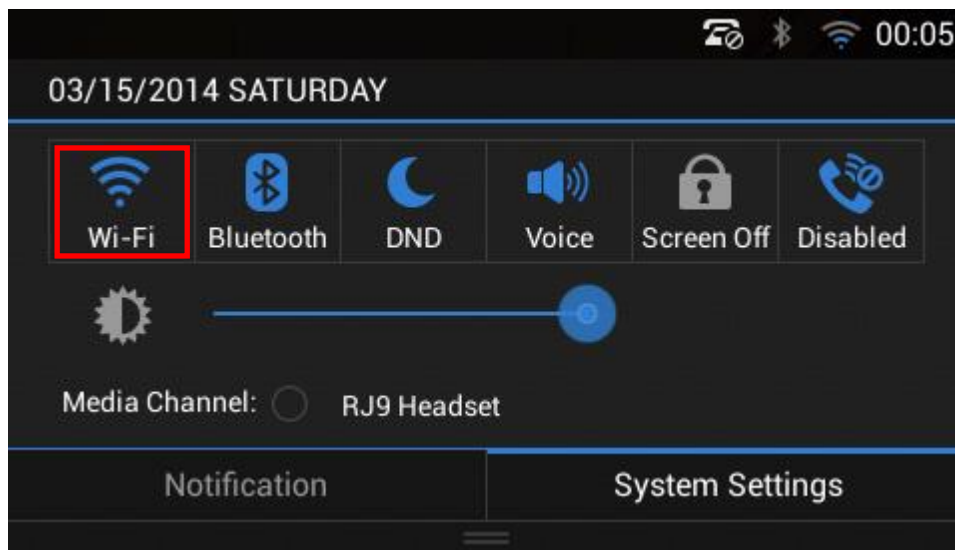 00:05
03/15/2014 SATURDAY
Wi-Fi Bluetooth DND Voice Screen Off Disabled
Media Channel: RJ9 Headset
Notification System Settings